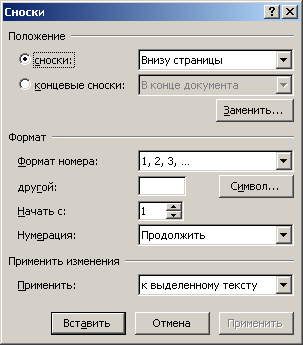 Сноски
Положение
сноски: Внизу страницы
концевые сноски: В конце документа
Заменить...
Формат
Формат номера: 1, 2, 3, ...
другой: Символ...
Начать с: 1
Нумерация: Продолжить
Применить изменения
Применить: к выделенному тексту
Вставить Отмена Применить